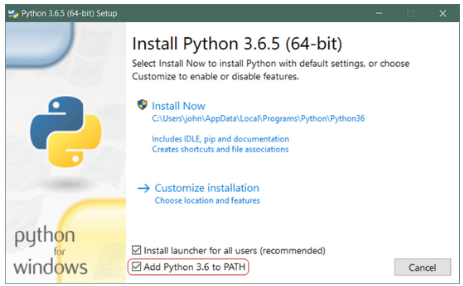 Python 3.6.5 (64-bit) Setup
Install Python 3.6.5 (64-bit)
Select Install Now to install Python with default settings, or choose
Customize to enable or disable features.
Install Now
C:\Users\john\AppData\Local\Programs\Python\Python36
Includes IDLE, pip and documentation
Creates shortcuts and file associations
Customize installation
Choose location and features
python
for
windows
Install launcher for all users (recommended)
Add Python 3.6 to PATH
Cancel